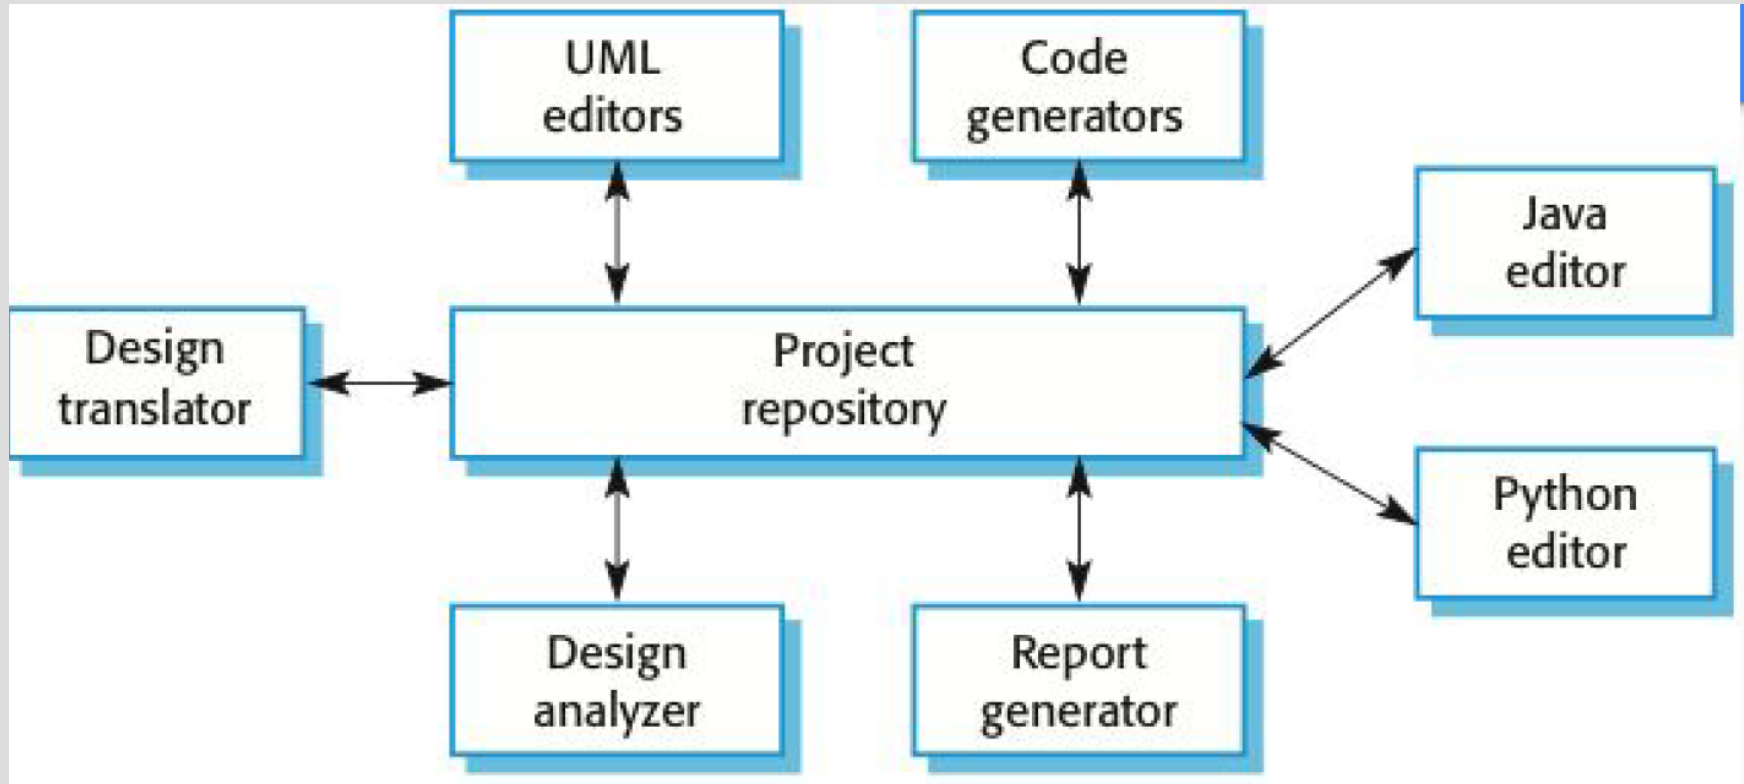 UML
editors
Code
generators
Java
editor
Design
translator
Project
repository
Python
editor
Design
analyzer
Report
generator